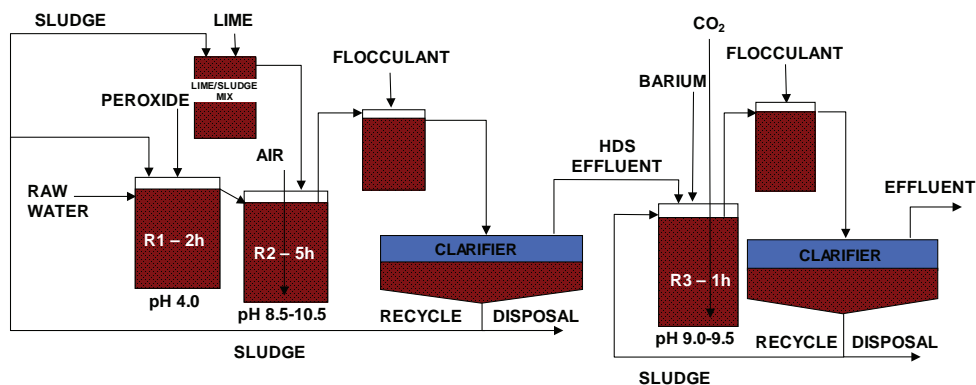 SLUDGE
LIME
CO₂
FLOCCULANT
FLOCCULANT
LIME/SLUDGE
MIX
PEROXIDE
BARIUM
AIR
HDS
EFFLUENT
RAW
WATER
EFFLUENT
R1 – 2h
R2 – 5h
CLARIFIER
R3 – 1h
CLARIFIER
pH 4.0
pH 8.5-10.5
RECYCLE
DISPOSAL
pH 9.0-9.5
RECYCLE
DISPOSAL
SLUDGE
SLUDGE